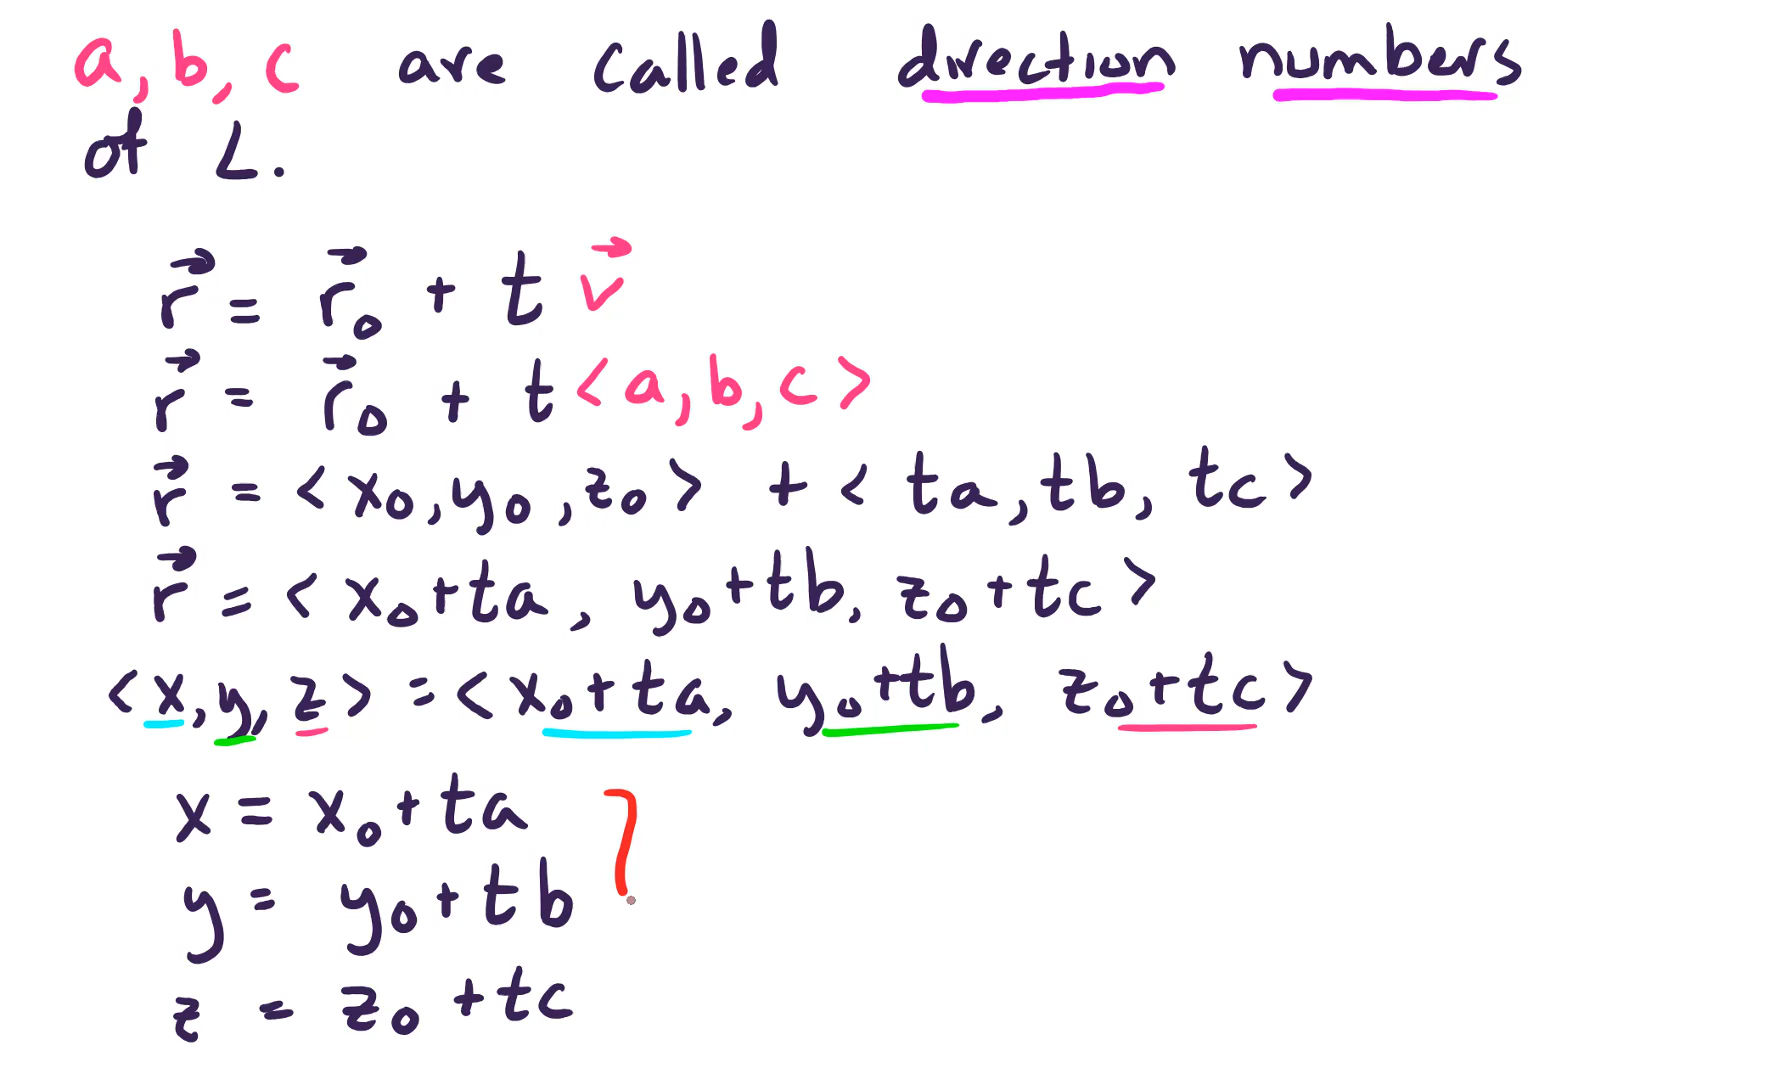 a, b, c are called direction numbers
of L.
r⃗ = r⃗₀ + t v⃗
r⃗ = r⃗₀ + t<a, b, c>
r⃗ = <x₀, y₀, z₀> + <ta, tb, tc>
r⃗ = <x₀+ta, y₀+tb, z₀+tc>
<x, y, z> = <x₀+ta, y₀+tb, z₀+tc>
x = x₀+ta
y = y₀+tb
z = z₀+tc